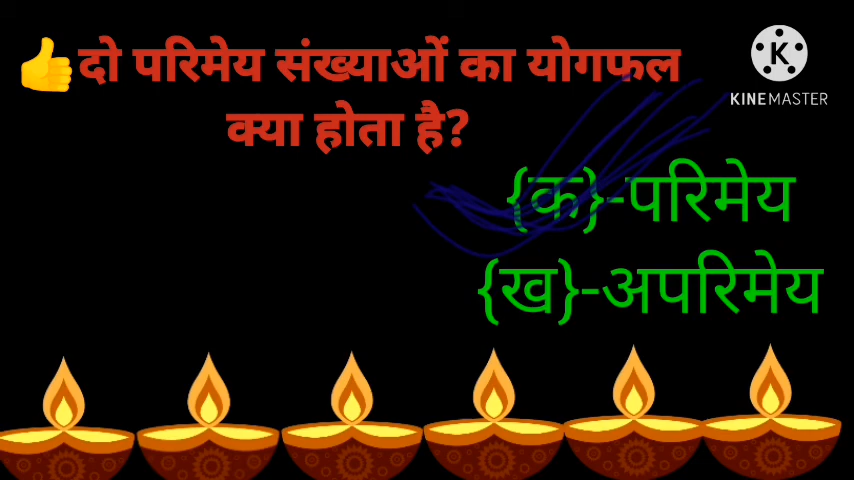 दो परिमेय संख्याओं का योगफल
क्या होता है?
KINEMASTER
{क}-परिमेय
{ख}-अपरिमेय